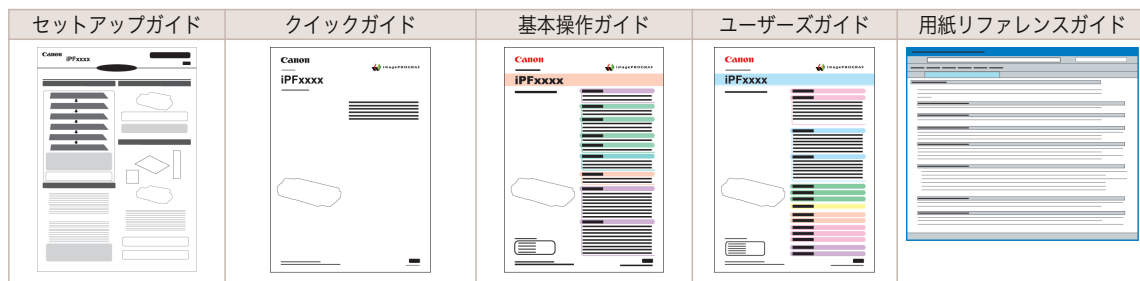 セットアップガイド
クイックガイド
基本操作ガイド
ユーザーズガイド
用紙リファレンスガイド
Canon
iPFxxxx
Canon
imagePROGRAF
iPFxxxx
Canon
imagePROGRAF
iPFxxxx
Canon
imagePROGRAF
iPFxxxx